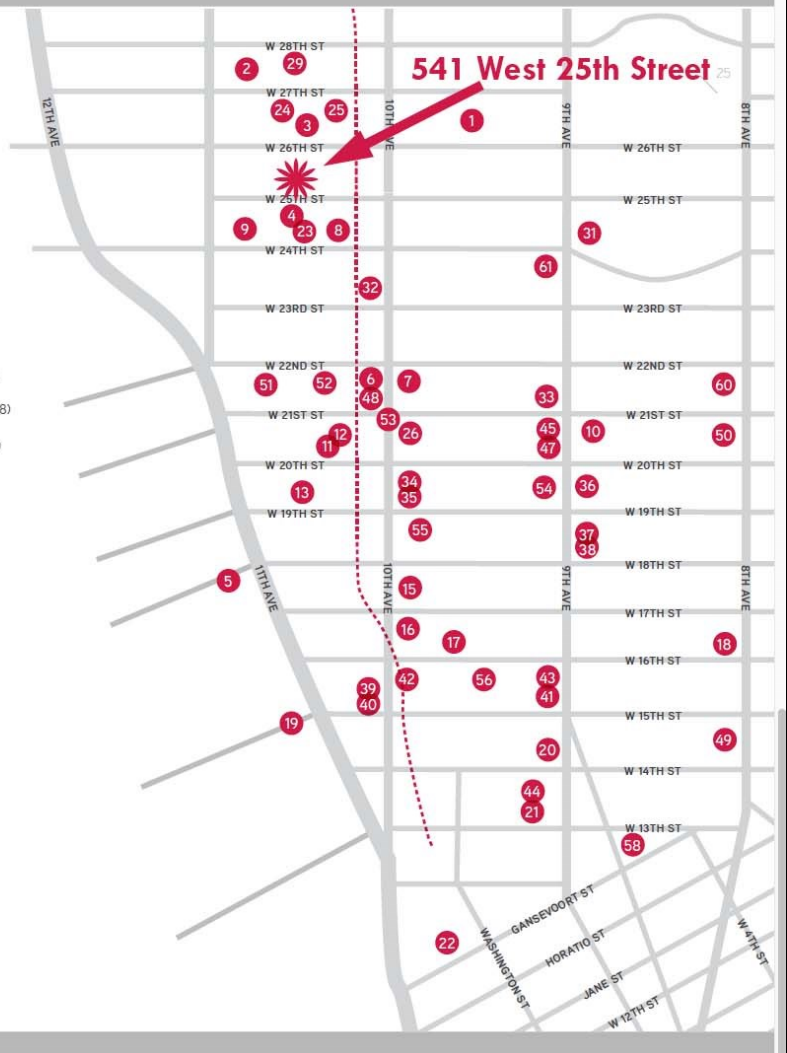 W 28TH ST
29
2
541 West 25th Street
25
W 27TH ST
12TH AVE
24
25
3
10TH AVE
1
9TH AVE
8TH AVE
W 26TH ST
W 26TH ST
W 25TH ST
W 25TH ST
4
9
23
8
31
W 24TH ST
61
32
W 23RD ST
W 23RD ST
W 22ND ST
W 22ND ST
51
52
6
7
60
48
33
8)
W 21ST ST
W 21ST ST
53
12
26
45
10
50
11
47
W 20TH ST
W 20TH ST
13
34
35
54
36
W 19TH ST
W 19TH ST
55
37
38
W 18TH ST
5
11TH AVE
10TH AVE
15
9TH AVE
8TH AVE
W 17TH ST
16
17
18
W 16TH ST
39
42
56
43
40
41
19
W 15TH ST
20
49
W 14TH ST
44
21
W 13TH ST
58
GANSEVOORT ST
22
WASHINGTON ST
HORATIO ST
W 4TH ST
JANE ST
W 12TH ST